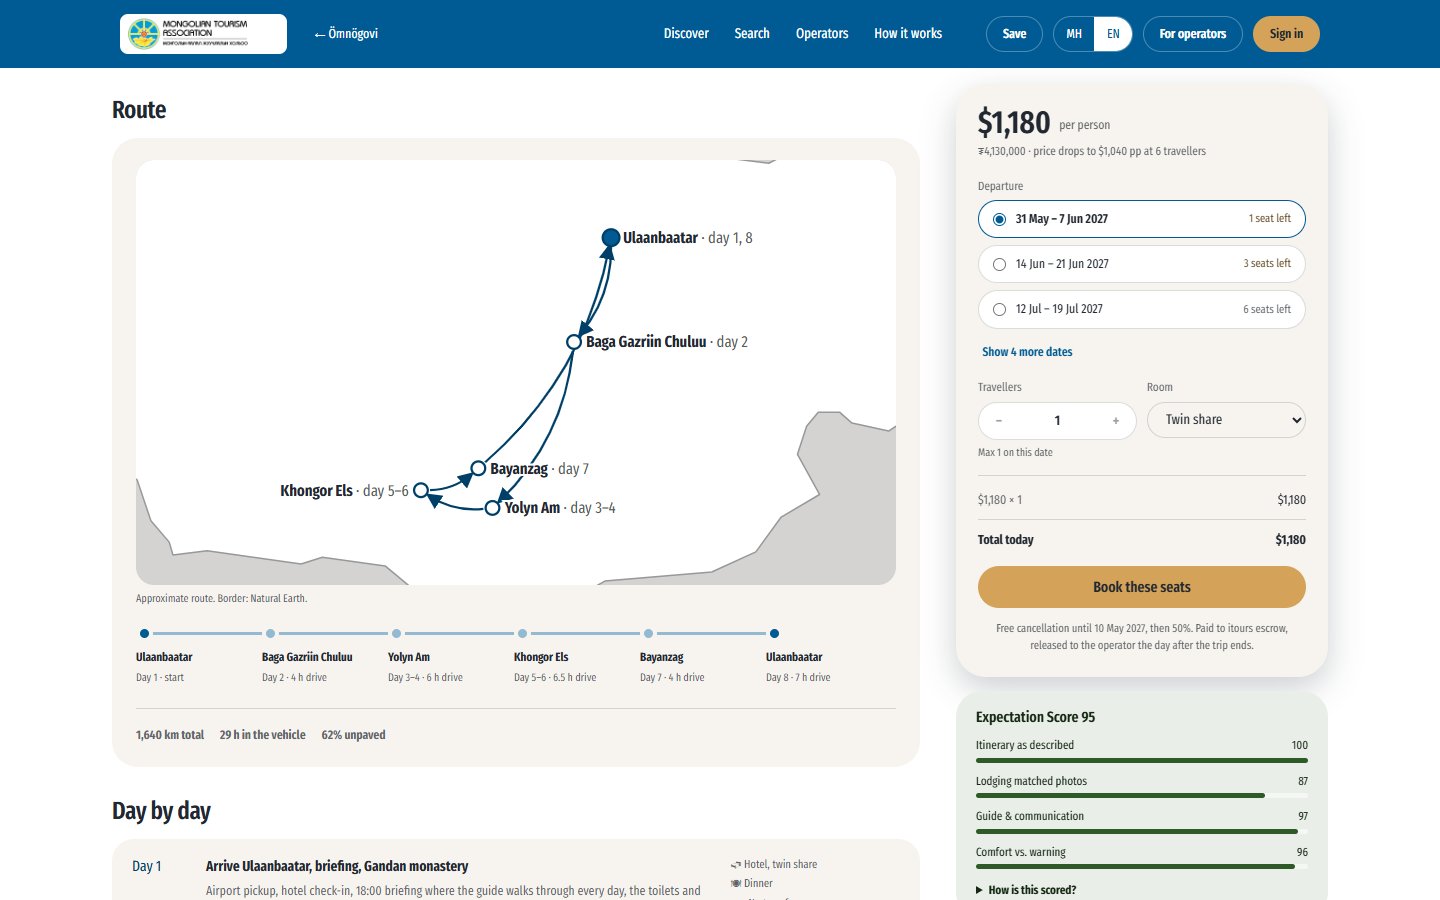 MONGOLIAN TOURISM
ASSOCIATION
← Ömnögovi
Discover
Search
Operators
How it works
Save
МН
EN
For operators
Sign in
Route
Ulaanbaatar · day 1, 8
Baga Gazriin Chuluu · day 2
Bayanzag · day 7
Khongor Els · day 5–6
Yolyn Am · day 3–4
Approximate route. Border: Natural Earth.
Ulaanbaatar
Day 1 · start
Baga Gazriin Chuluu
Day 2 · 4 h drive
Yolyn Am
Day 3–4 · 6 h drive
Khongor Els
Day 5–6 · 6.5 h drive
Bayanzag
Day 7 · 4 h drive
Ulaanbaatar
Day 8 · 7 h drive
1,640 km total
29 h in the vehicle
62% unpaved
Day by day
Day 1
Arrive Ulaanbaatar, briefing, Gandan monastery
Airport pickup, hotel check-in, 18:00 briefing where the guide walks through every day, the toilets and
Hotel, twin share
Dinner
$1,180 per person
₮4,130,000 · price drops to $1,040 pp at 6 travellers
Departure
31 May – 7 Jun 2027
1 seat left
14 Jun – 21 Jun 2027
3 seats left
12 Jul – 19 Jul 2027
6 seats left
Show 4 more dates
Travellers
Room
− 1 +
Twin share
Max 1 on this date
$1,180 × 1
$1,180
Total today
$1,180
Book these seats
Free cancellation until 10 May 2027, then 50%. Paid to itours escrow,
released to the operator the day after the trip ends.
Expectation Score 95
Itinerary as described
100
Lodging matched photos
87
Guide & communication
97
Comfort vs. warning
96
How is this scored?